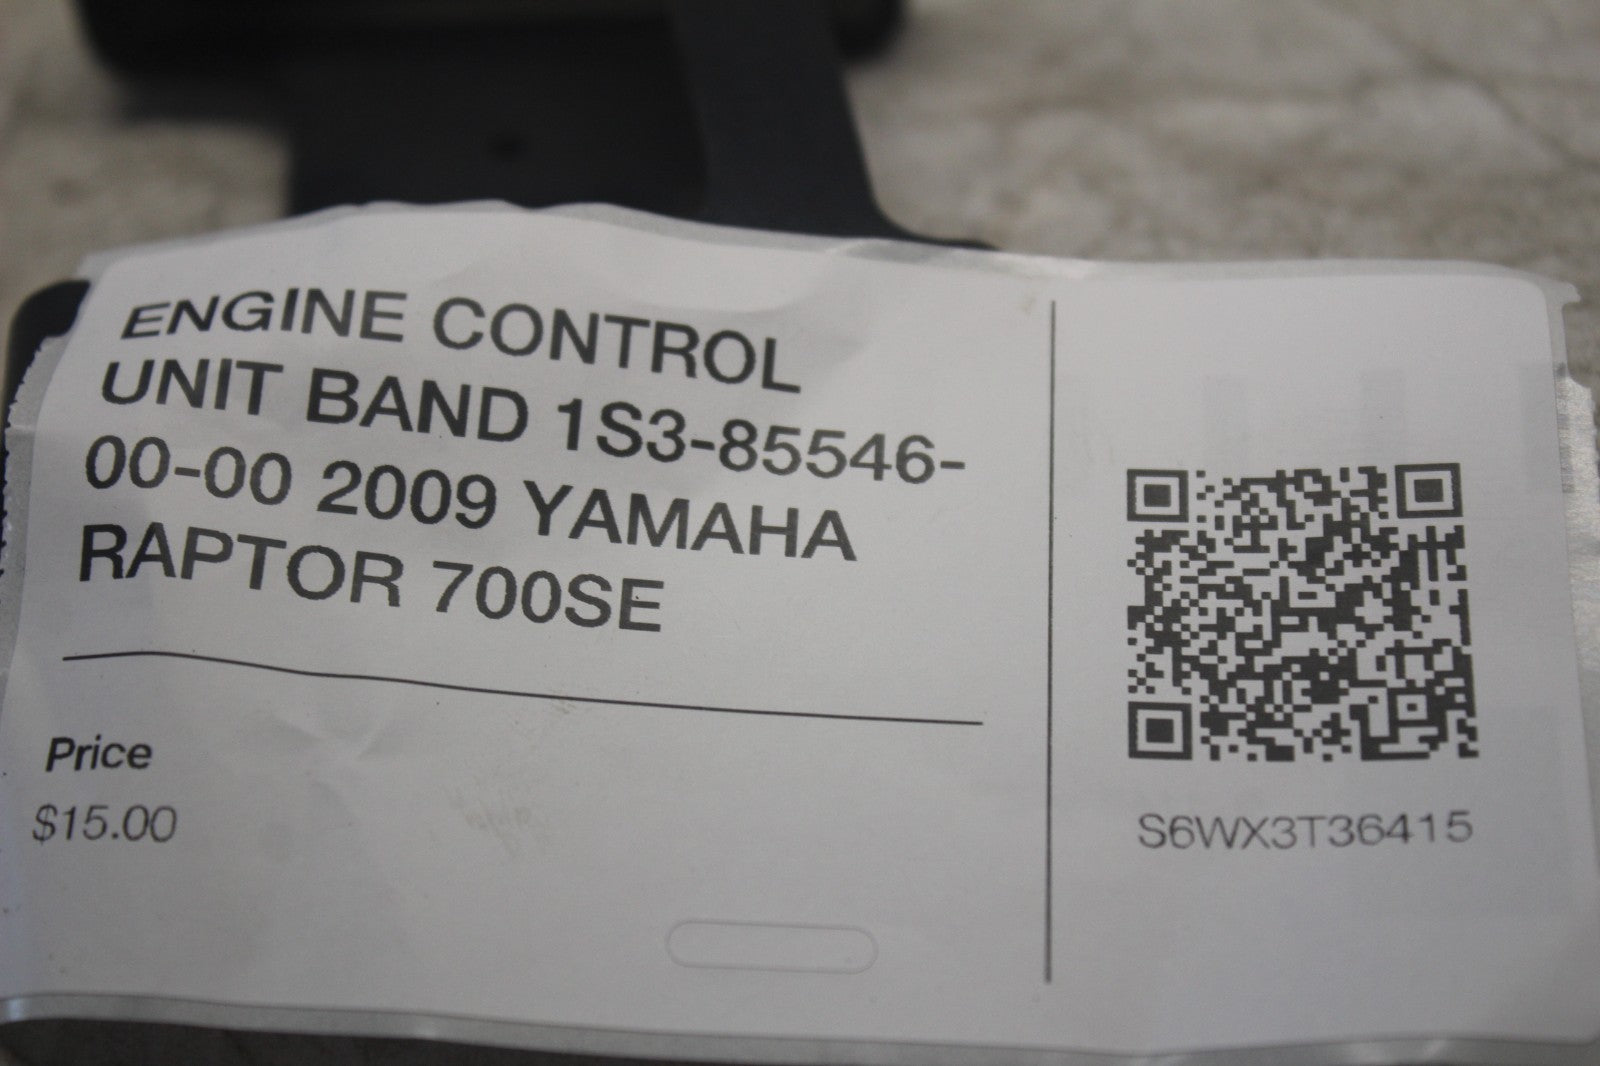 ENGINE CONTROL
UNIT BAND 1S3-85546-
00-00 2009 YAMAHA
RAPTOR 700SE
Price
$15.00
S6WX3T36415